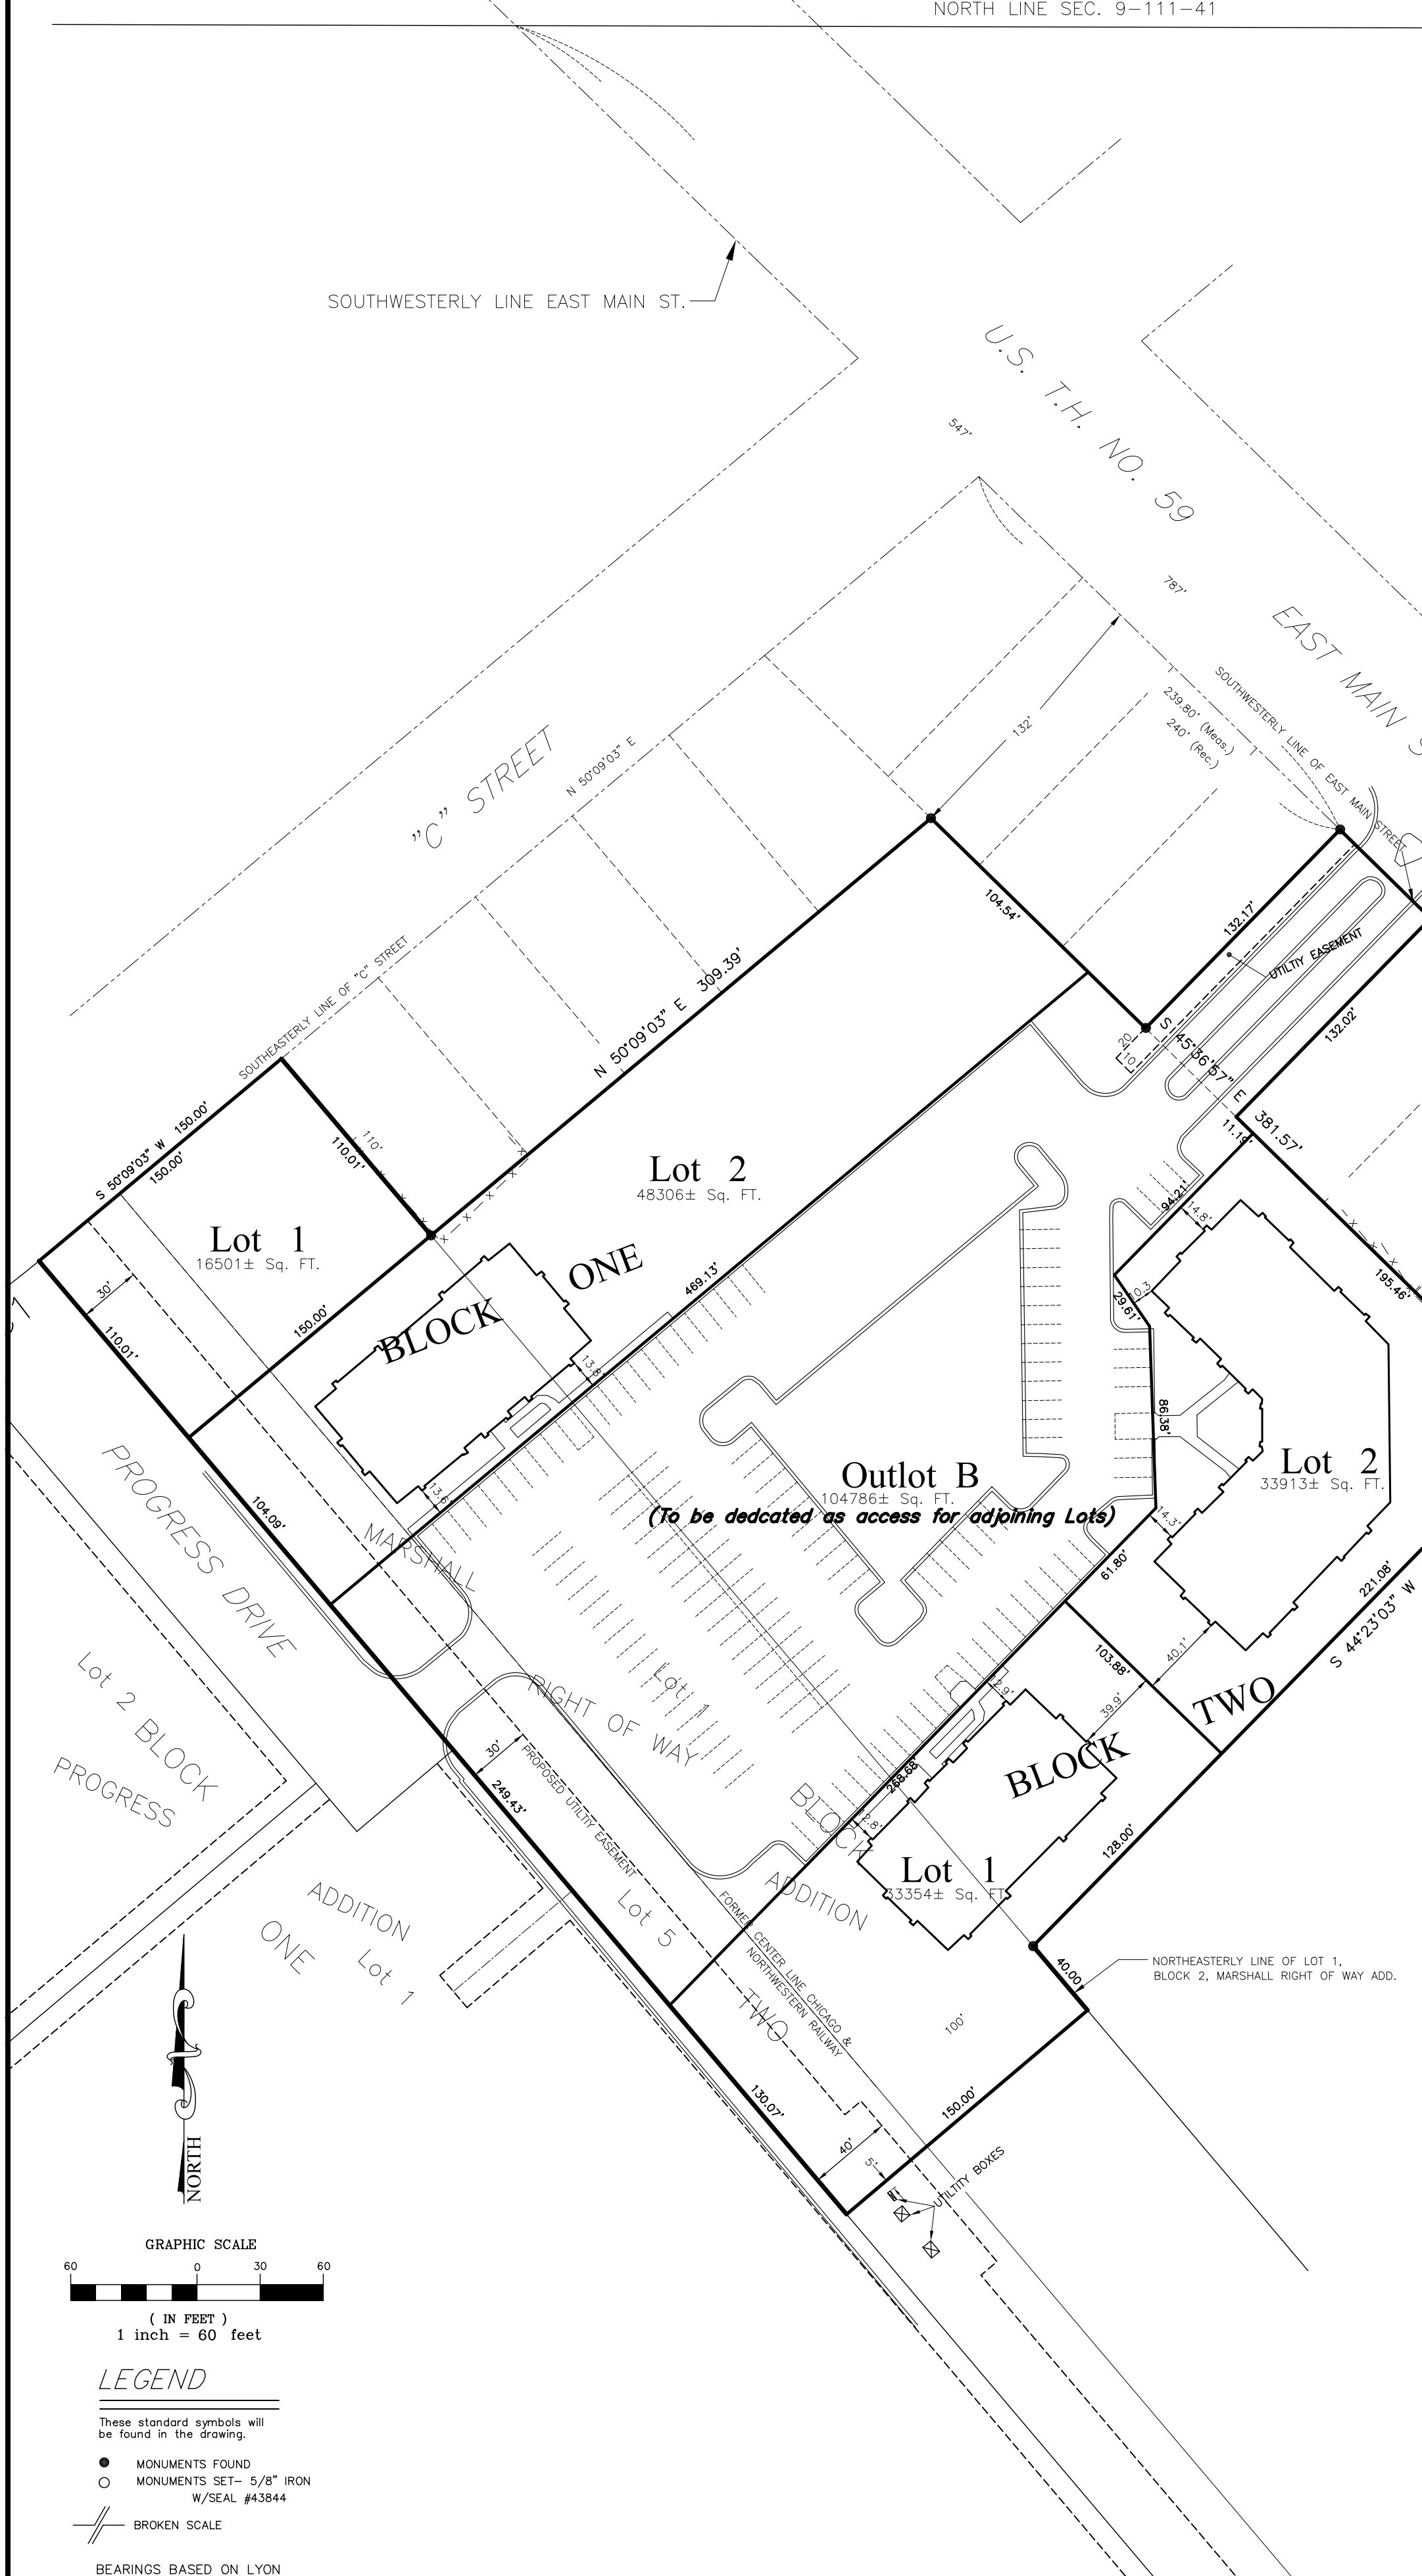 NORTH LINE SEC. 9-111-41
SOUTHWESTERLY LINE EAST MAIN ST.
U.S. T.H. NO. 59
547'
787'
EAST MAIN
SOUTHWESTERLY LINE OF EAST MAIN STREET
239.80' (Meas.)
240' (Rec.)
132'
"C" STREET
N 50°09'03" E
SOUTHEASTERLY LINE OF "C" STREET
104.54'
132.17'
UTILTIY EASEMENT
132.02'
N 50°09'03" E 309.39'
20
10
S 45°36'57" E 381.57'
11.19'
S 50°09'03" W 150.00'
150.00'
110'
110.01'
Lot 1
16501± Sq. FT.
Lot 2
48306± Sq. FT.
BLOCK ONE
469.13'
94.21'
14.8'
29.61'
195.46'
30'
110.01'
150.00'
13.8'
86.38'
Lot 2
33913± Sq. FT.
Outlot B
104786± Sq. FT.
(To be dedcated as access for adjoining Lots)
13.6'
14.3'
PROGRESS DRIVE
104.09'
MARSHALL
RIGHT OF WAY
Lot 1
61.80'
221.08'
S 44°23'03" W
103.88'
40.1'
39.9'
BLOCK TWO
Lot 2 BLOCK
PROGRESS
30'
249.43'
PROPOSED UTILTIY EASEMENT
BLOCK
268.68'
128.00'
Lot 1
33354± Sq. FT.
ADDITION
ADDITION
ONE
Lot 1
Lot 5
FORMER CENTER LINE CHICAGO &
NORTHWESTERN RAILWAY
TWO
40.00
NORTHEASTERLY LINE OF LOT 1,
BLOCK 2, MARSHALL RIGHT OF WAY ADD.
100'
130.07'
150.00'
40'
5'
UTILTITY BOXES
NORTH
GRAPHIC SCALE
60 0 30 60
( IN FEET )
1 inch = 60 feet
LEGEND
These standard symbols will
be found in the drawing.
MONUMENTS FOUND
MONUMENTS SET- 5/8" IRON
W/SEAL #43844
BROKEN SCALE
BEARINGS BASED ON LYON